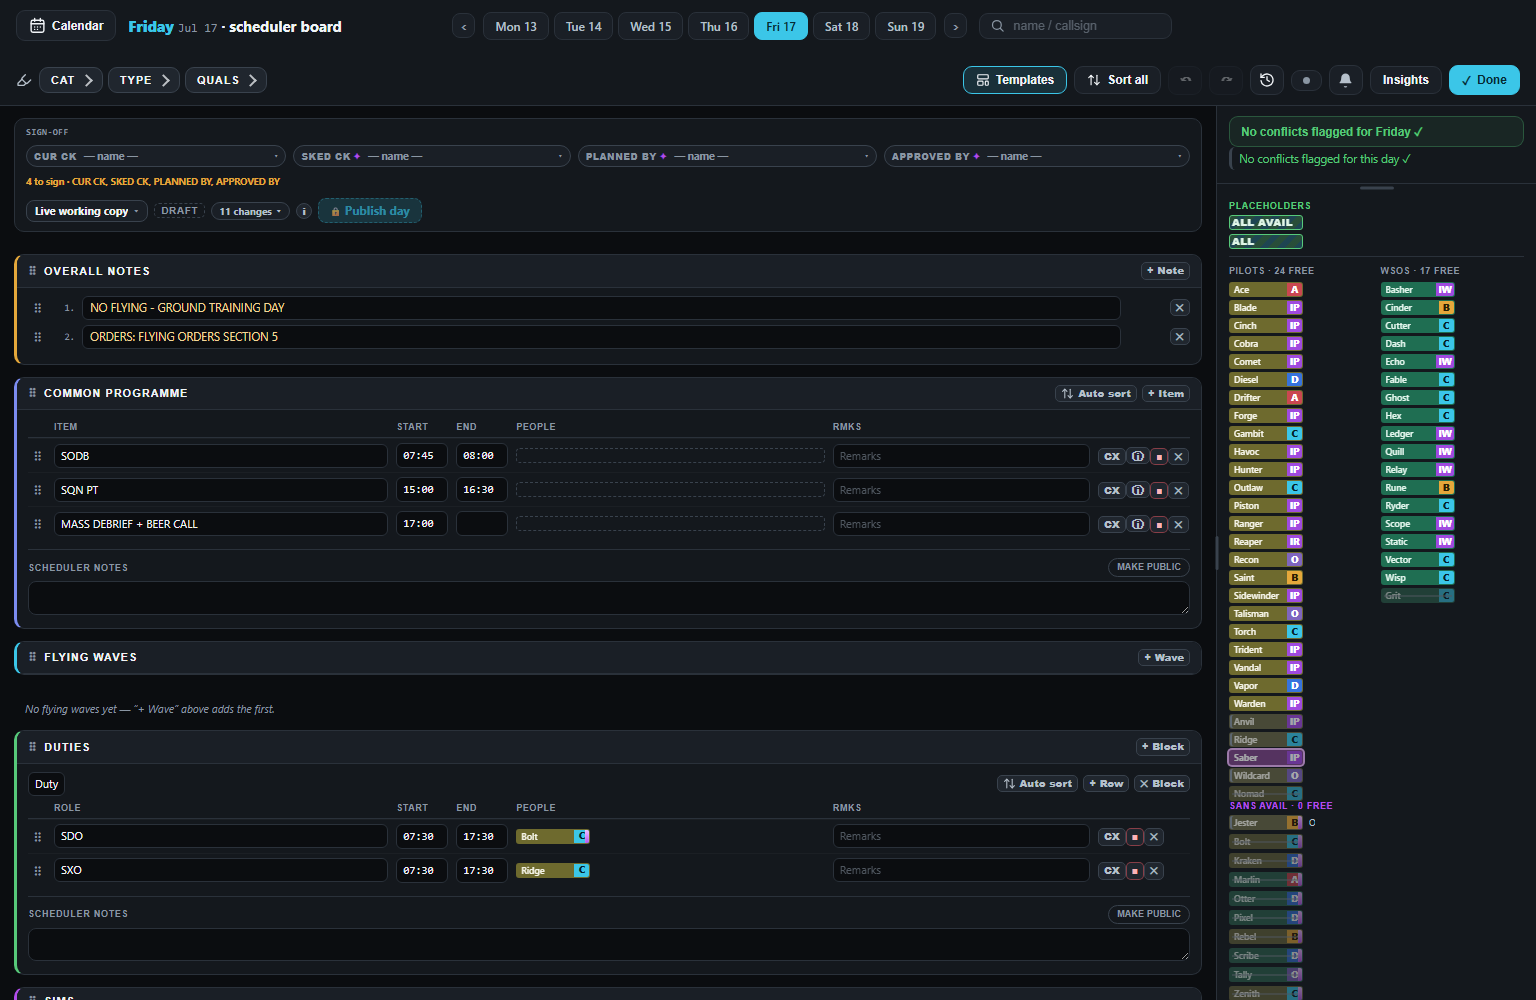 Calendar
Friday Jul 17 · scheduler board
‹ Mon 13 Tue 14 Wed 15 Thu 16 Fri 17 Sat 18 Sun 19 ›
name / callsign
CAT TYPE QUALS
Templates Sort all Insights ✓ Done
SIGN-OFF
CUR CK — name —
SKED CK ✦ — name —
PLANNED BY ✦ — name —
APPROVED BY ✦ — name —
4 to sign · CUR CK, SKED CK, PLANNED BY, APPROVED BY
Live working copy DRAFT 11 changes i Publish day
OVERALL NOTES + Note
1. NO FLYING - GROUND TRAINING DAY
2. ORDERS: FLYING ORDERS SECTION 5
COMMON PROGRAMME Auto sort + Item
ITEM START END PEOPLE RMKS
SODB 07:45 08:00 Remarks CX
SQN PT 15:00 16:30 Remarks CX
MASS DEBRIEF + BEER CALL 17:00 Remarks CX
SCHEDULER NOTES MAKE PUBLIC
FLYING WAVES + Wave
No flying waves yet — "+ Wave" above adds the first.
DUTIES + Block
Duty Auto sort + Row ✕ Block
ROLE START END PEOPLE RMKS
SDO 07:30 17:30 Bolt C Remarks CX
SXO 07:30 17:30 Ridge C Remarks CX
SCHEDULER NOTES MAKE PUBLIC
SIMS
No conflicts flagged for Friday ✓
No conflicts flagged for this day ✓
PLACEHOLDERS
ALL AVAIL
ALL
PILOTS · 24 FREE
Ace A
Blade IP
Cinch IP
Cobra IP
Comet IP
Diesel D
Drifter A
Forge IP
Gambit C
Havoc IP
Hunter IP
Outlaw C
Piston IP
Ranger IP
Reaper IR
Recon O
Saint B
Sidewinder IP
Talisman O
Torch C
Trident IP
Vandal IP
Vapor D
Warden IP
Anvil IP
Ridge C
Saber IP
Wildcard O
Nomad C
WSOS · 17 FREE
Basher IW
Cinder B
Cutter C
Dash C
Echo IW
Fable C
Ghost C
Hex C
Ledger IW
Quill IW
Relay IW
Rune B
Ryder C
Scope IW
Static IW
Vector C
Wisp C
Grit C
SANS AVAIL · 0 FREE
Jester B O
Bolt C
Kraken D
Marlin A
Otter D
Pixel D
Rebel B
Scribe D
Tally O
Zenith C